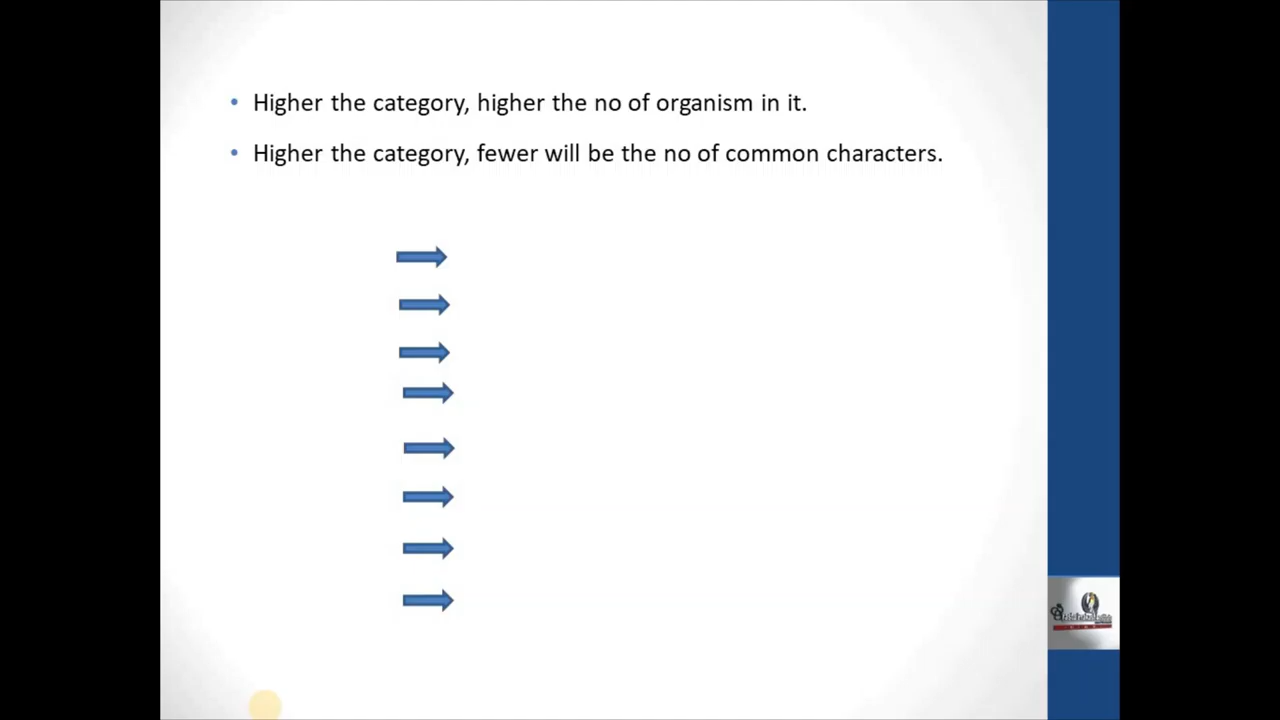 Higher the category, higher the no of organism in it.
Higher the category, fewer will be the no of common characters.